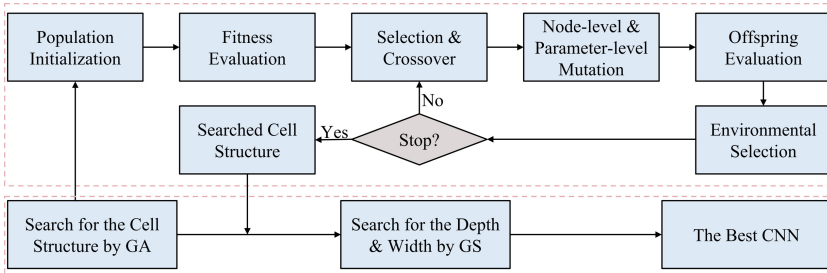 Population
Initialization
Fitness
Evaluation
Selection &
Crossover
Node-level &
Parameter-level
Mutation
Offspring
Evaluation
No
Searched Cell
Structure
Yes
Stop?
Environmental
Selection
Search for the Cell
Structure by GA
Search for the Depth
& Width by GS
The Best CNN